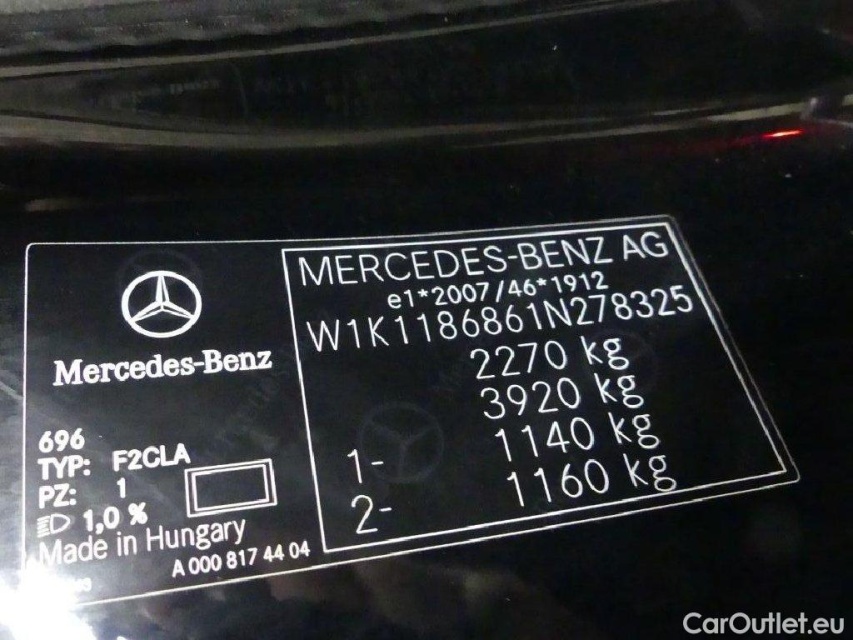 MERCEDES-BENZ AG
e1*2007/46*1912
W1K1186861N278325
2270 kg
3920 kg
1- 1140 kg
2- 1160 kg
Mercedes-Benz
696
TYP: F2CLA
PZ: 1
1,0 %
Made in Hungary
A 000 817 44 04
CarOutlet.eu